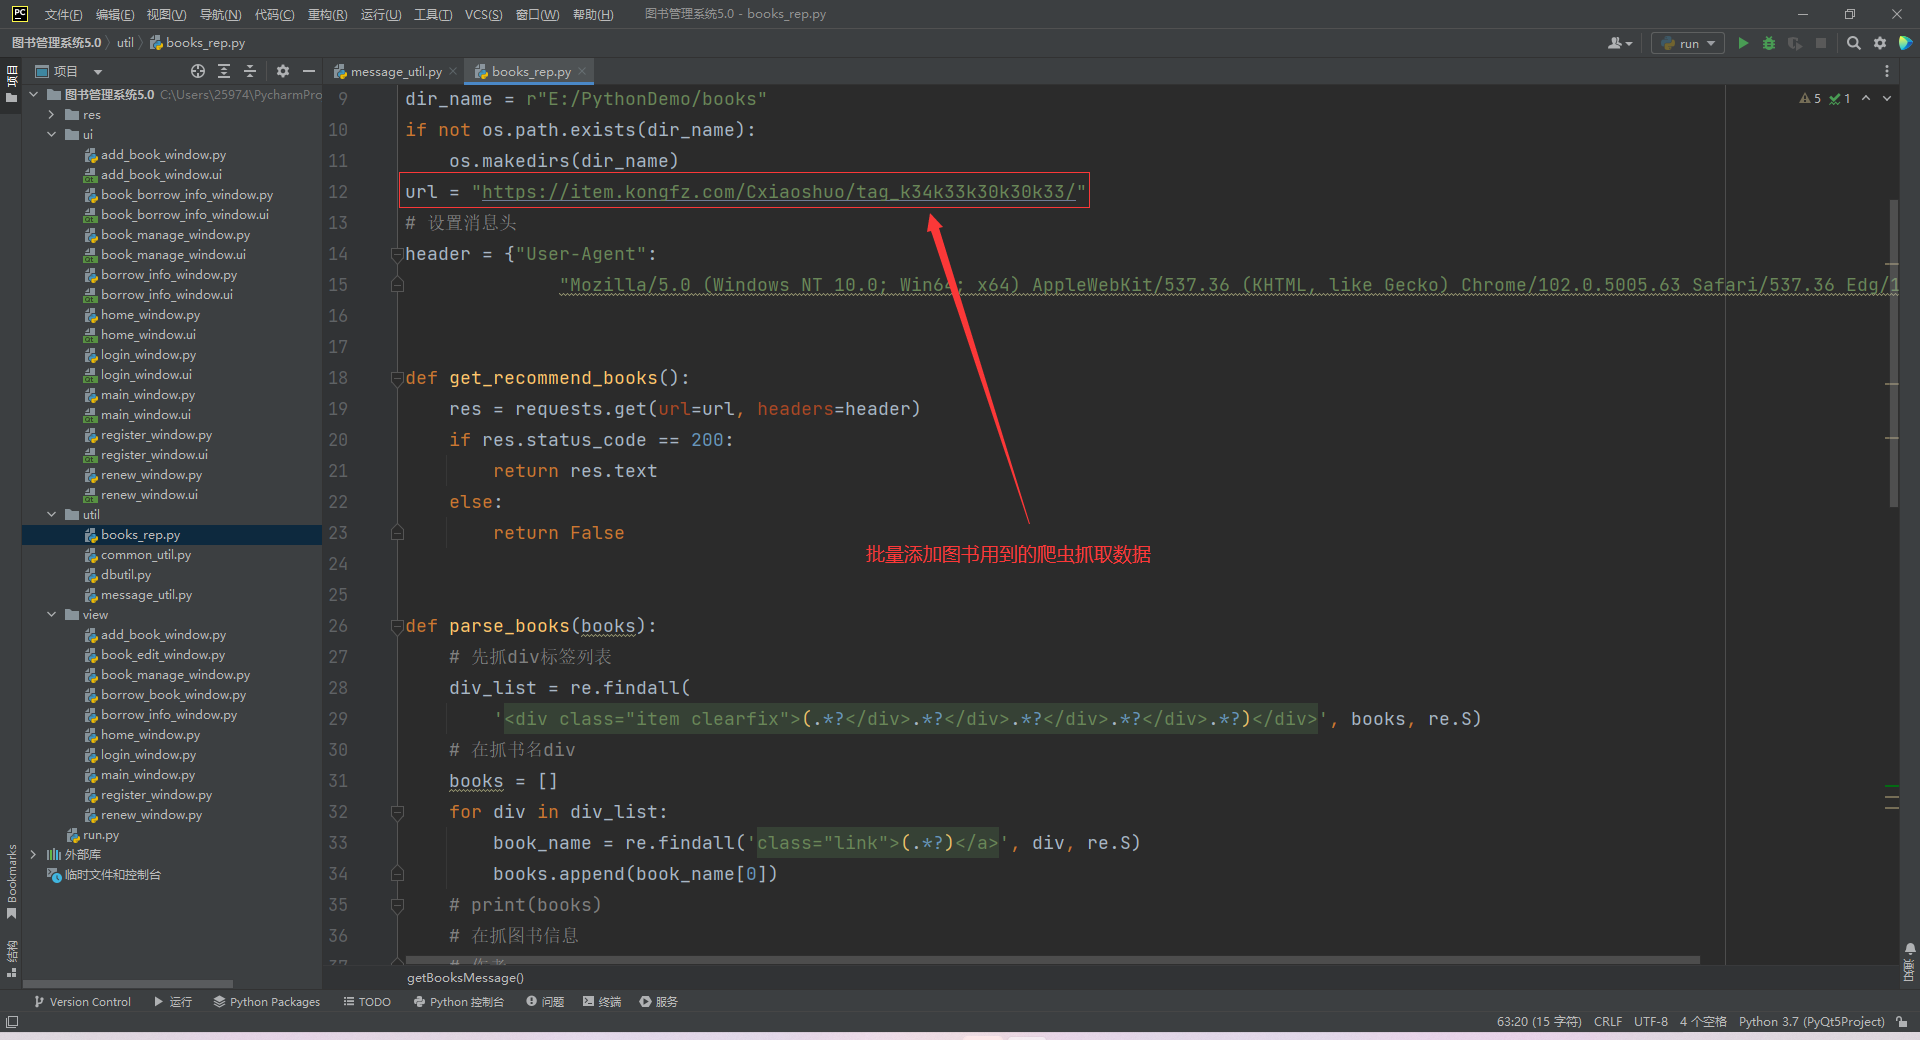 PC 文件(F) 编辑(E) 视图(V) 导航(N) 代码(C) 重构(R) 运行(U) 工具(T) VCS(S) 窗口(W) 帮助(H) 图书管理系统5.0 - books_rep.py
图书管理系统5.0 util books_rep.py run
项目
项目
message_util.py books_rep.py
图书管理系统5.0 C:\Users\25974\PycharmPro
res
ui
add_book_window.py
add_book_window.ui
book_borrow_info_window.py
book_borrow_info_window.ui
book_manage_window.py
book_manage_window.ui
borrow_info_window.py
borrow_info_window.ui
home_window.py
home_window.ui
login_window.py
login_window.ui
main_window.py
main_window.ui
register_window.py
register_window.ui
renew_window.py
renew_window.ui
util
books_rep.py
common_util.py
dbutil.py
message_util.py
view
add_book_window.py
book_edit_window.py
book_manage_window.py
borrow_book_window.py
borrow_info_window.py
home_window.py
login_window.py
main_window.py
register_window.py
renew_window.py
run.py
外部库
临时文件和控制台
Bookmarks
结构
5 1
9 dir_name = r"E:/PythonDemo/books"
10 if not os.path.exists(dir_name):
11 os.makedirs(dir_name)
12 url = "https://item.kongfz.com/Cxiaoshuo/tag_k34k33k30k30k33/"
13 # 设置消息头
14 header = {"User-Agent":
15 "Mozilla/5.0 (Windows NT 10.0; Win64; x64) AppleWebKit/537.36 (KHTML, like Gecko) Chrome/102.0.5005.63 Safari/537.36 Edg/1
16
17
18 def get_recommend_books():
19 res = requests.get(url=url, headers=header)
20 if res.status_code == 200:
21 return res.text
22 else:
23 return False
批量添加图书用到的爬虫抓取数据
24
25
26 def parse_books(books):
27 # 先抓div标签列表
28 div_list = re.findall(
29 '<div class="item clearfix">(.*?</div>.*?</div>.*?</div>.*?</div>.*?)</div>', books, re.S)
30 # 在抓书名div
31 books = []
32 for div in div_list:
33 book_name = re.findall('class="link">(.*?)</a>', div, re.S)
34 books.append(book_name[0])
35 # print(books)
36 # 在抓图书信息
37 # 作者
getBooksMessage()
通知
Version Control 运行 Python Packages TODO Python 控制台 问题 终端 服务
63:20 (15 字符) CRLF UTF-8 4 个空格 Python 3.7 (PyQt5Project)